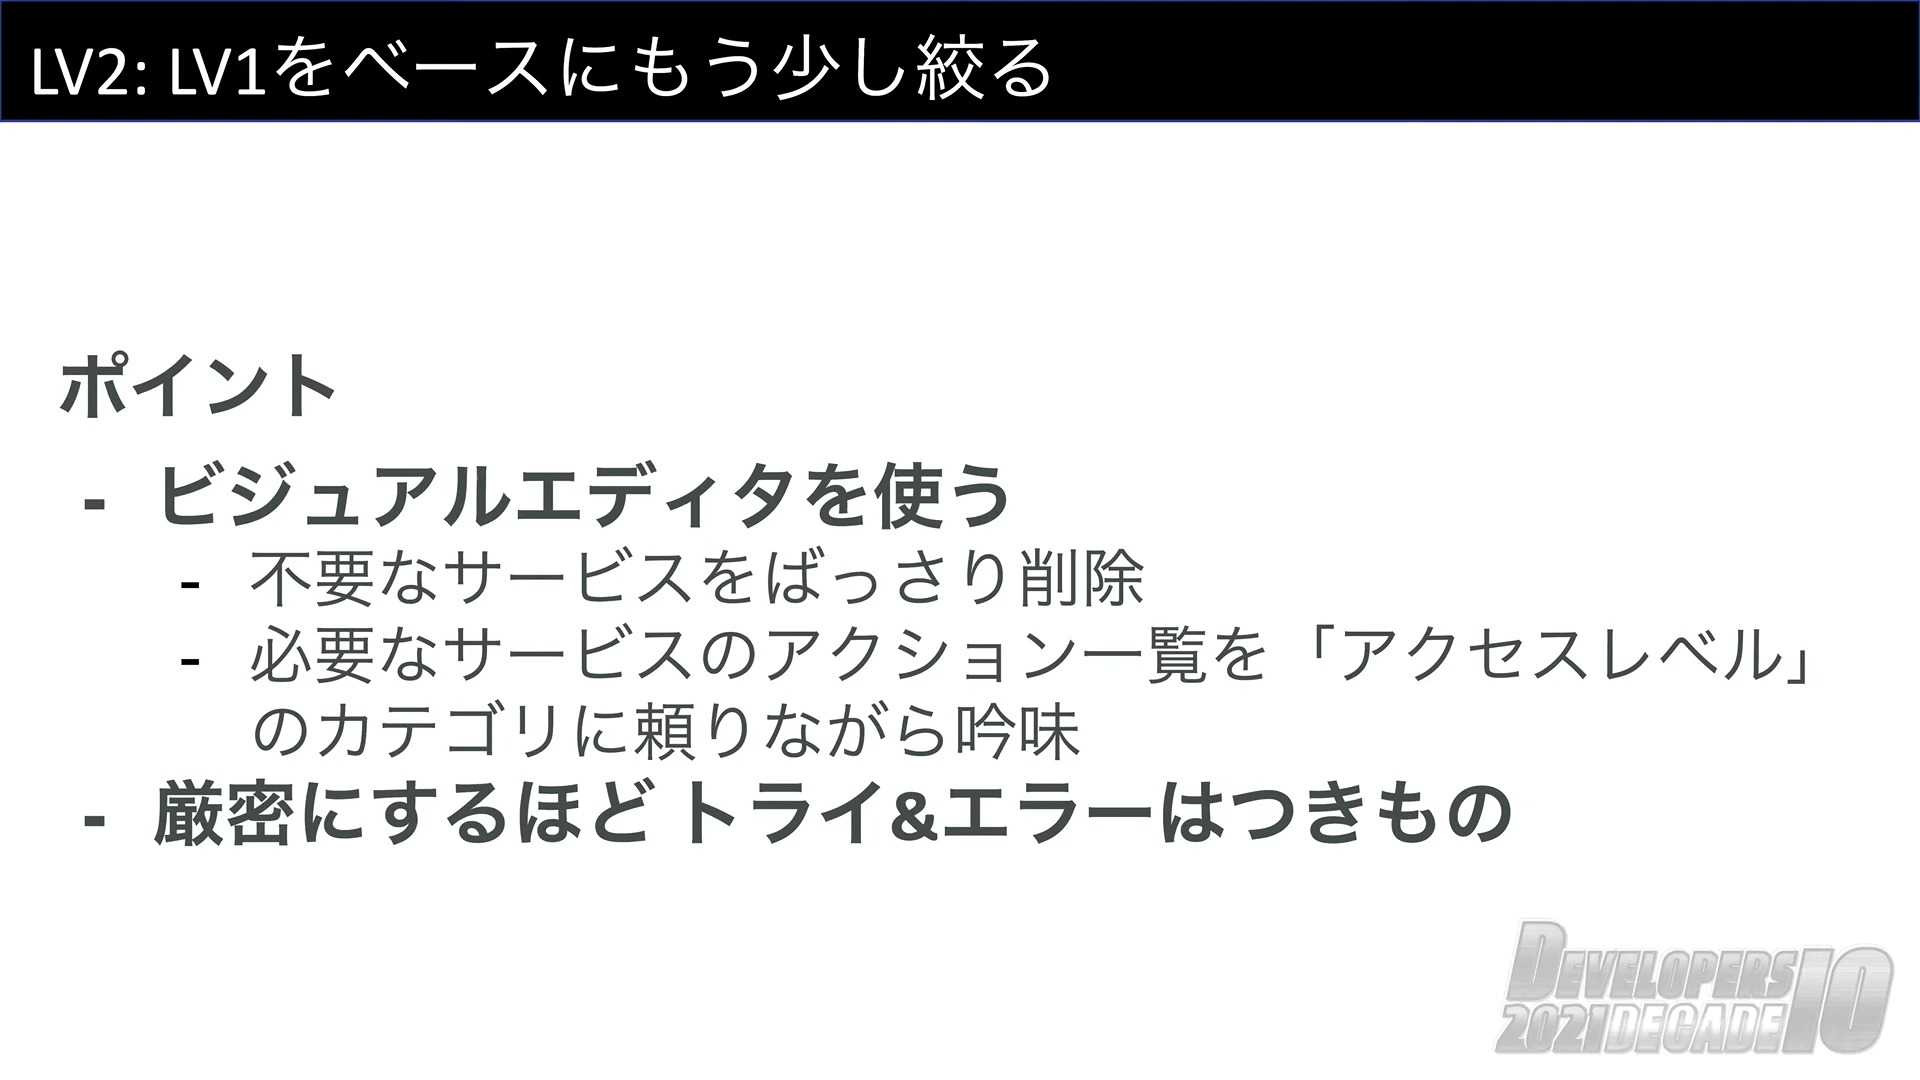 LV2: LV1をベースにもう少し絞る
ポイント
- ビジュアルエディタを使う
- 不要なサービスをばっさり削除
- 必要なサービスのアクション一覧を「アクセスレベル」
のカテゴリに頼りながら吟味
- 厳密にするほど トライ&エラーはつきもの
DEVELOPERS
2021 DECADE 10